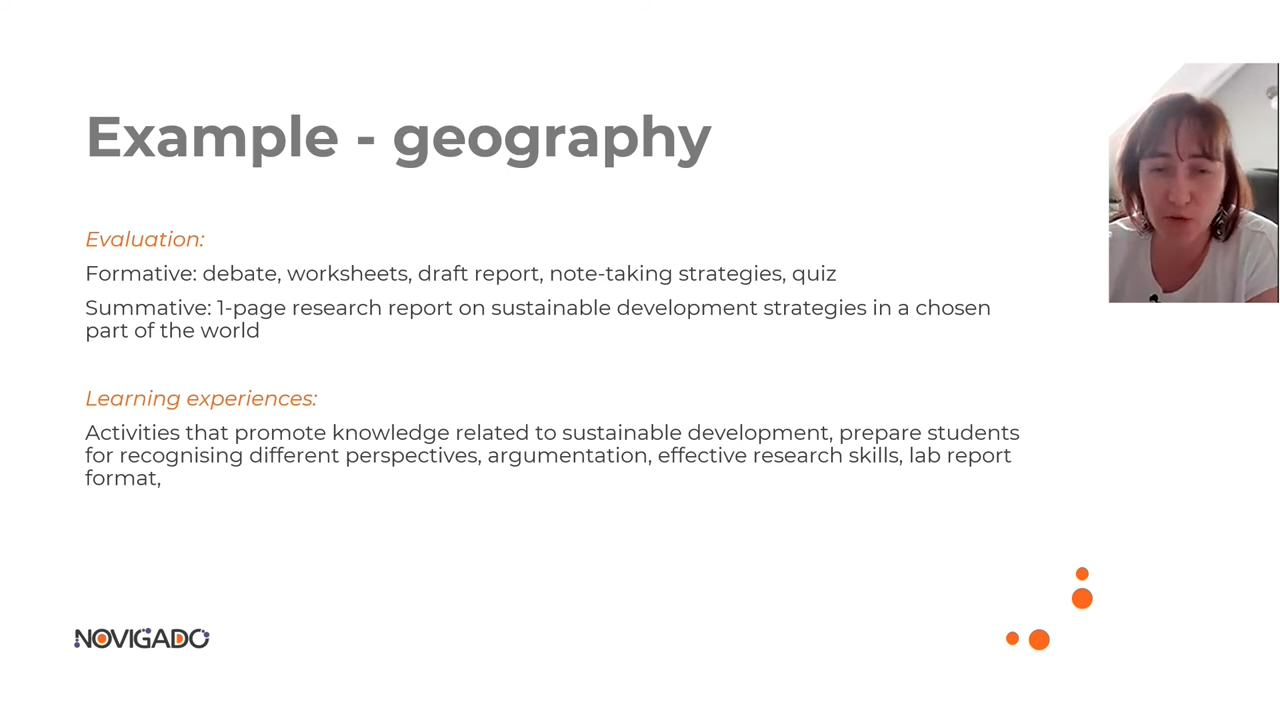 Example - geography
Evaluation:
Formative: debate, worksheets, draft report, note-taking strategies, quiz
Summative: 1-page research report on sustainable development strategies in a chosen
part of the world
Learning experiences:
Activities that promote knowledge related to sustainable development, prepare students
for recognising different perspectives, argumentation, effective research skills, lab report
format,
NOVIGADO